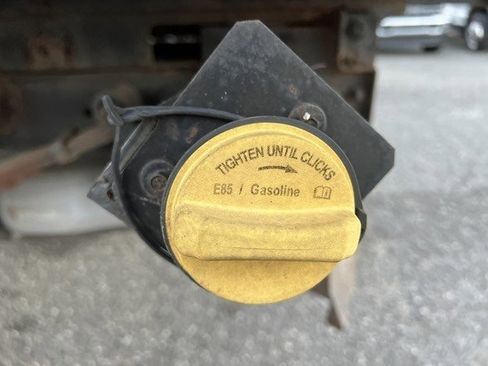 TIGHTEN UNTIL CLICKS
E85 / Gasoline